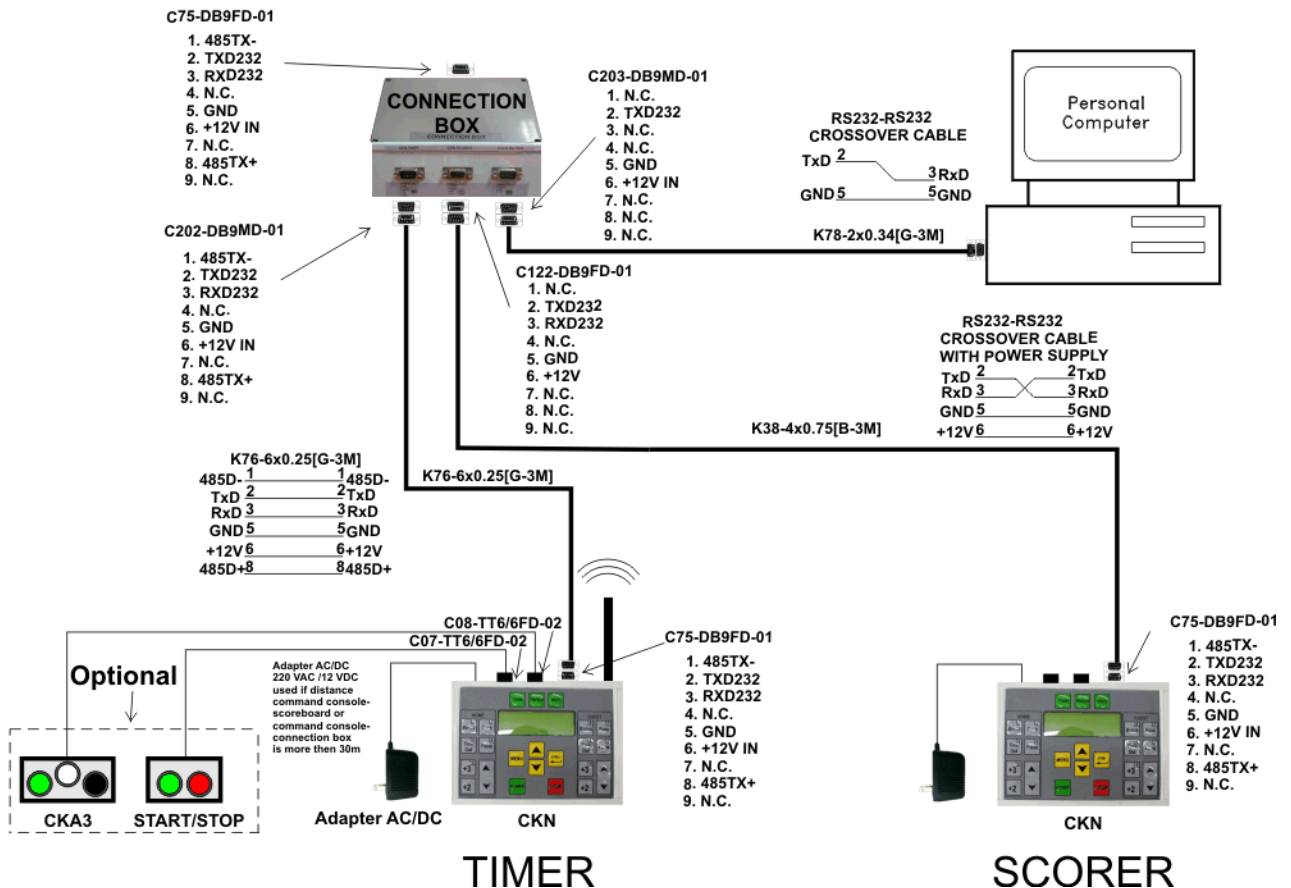 C75-DB9FD-01
1. 485TX-
2. TXD232
3. RXD232
4. N.C.
5. GND
6. +12V IN
7. N.C.
8. 485TX+
9. N.C.
CONNECTION
BOX
CONNECTION BOX
C203-DB9MD-01
1. N.C.
2. TXD232
3. N.C.
4. N.C.
5. GND
6. +12V IN
7. N.C.
8. N.C.
9. N.C.
RS232-RS232
CROSSOVER CABLE
TxD 2
3 RxD
GND 5 5 GND
Personal
Computer
K78-2x0.34[G-3M]
C202-DB9MD-01
1. 485TX-
2. TXD232
3. RXD232
4. N.C.
5. GND
6. +12V IN
7. N.C.
8. 485TX+
9. N.C.
C122-DB9FD-01
1. N.C.
2. TXD232
3. RXD232
4. N.C.
5. GND
6. +12V
7. N.C.
8. N.C.
9. N.C.
RS232-RS232
CROSSOVER CABLE
WITH POWER SUPPLY
TxD 2 2 TxD
RxD 3 3 RxD
GND 5 5 GND
+12V 6 6 +12V
K38-4x0.75[B-3M]
K76-6x0.25[G-3M]
485D- 1 1 485D-
TxD 2 2 TxD
RxD 3 3 RxD
GND 5 5 GND
+12V 6 6 +12V
485D+ 8 8 485D+
K76-6x0.25[G-3M]
C08-TT6/6FD-02
C07-TT6/6FD-02
C75-DB9FD-01
1. 485TX-
2. TXD232
3. RXD232
4. N.C.
5. GND
6. +12V IN
7. N.C.
8. 485TX+
9. N.C.
C75-DB9FD-01
1. 485TX-
2. TXD232
3. RXD232
4. N.C.
5. GND
6. +12V IN
7. N.C.
8. 485TX+
9. N.C.
Optional
Adapter AC/DC
220 VAC /12 VDC
used if distance
command console-
scoreboard or
command console-
connection box
is more then 30m
CKA3
START/STOP
Adapter AC/DC
MENU
+3
+2
+3
+2
CKN
MENU
+3
+2
+3
+2
CKN
TIMER
SCORER